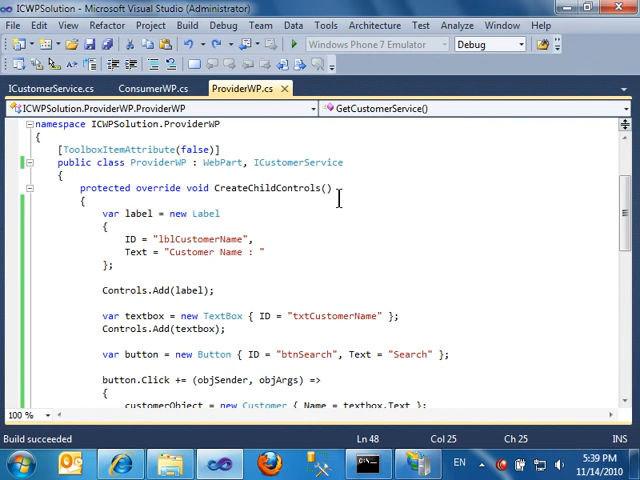 ICWPSolution - Microsoft Visual Studio (Administrator)
File Edit View Refactor Project Build Debug Team Data Tools Architecture Test Analyze Window Help
Windows Phone 7 Emulator Debug
ICustomerService.cs ConsumerWP.cs ProviderWP.cs
ICWPSolution.ProviderWP.ProviderWP GetCustomerService()
namespace ICWPSolution.ProviderWP
{
[ToolboxItemAttribute(false)]
public class ProviderWP : WebPart, ICustomerService
{
protected override void CreateChildControls()
{
var label = new Label
{
ID = "lblCustomerName",
Text = "Customer Name : "
};
Controls.Add(label);
var textbox = new TextBox { ID = "txtCustomerName" };
Controls.Add(textbox);
var button = new Button { ID = "btnSearch", Text = "Search" };
button.Click += (objSender, objArgs) =>
{
customerObject = new Customer { Name = textbox.Text };
100 %
Build succeeded Ln 48 Col 25 Ch 25 INS
EN 5:39 PM
11/14/2010